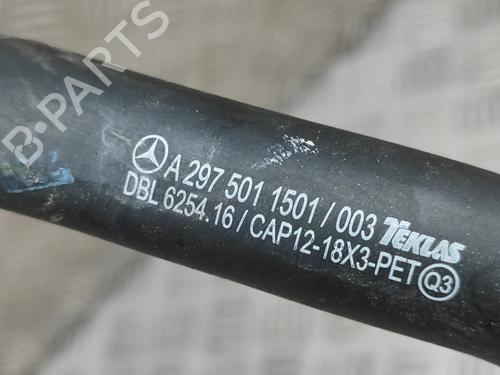 B-PARTS
A 297 501 1501 / 003 TEKLAS
DBL 6254.16 / CAP12-18X3-PET Q3